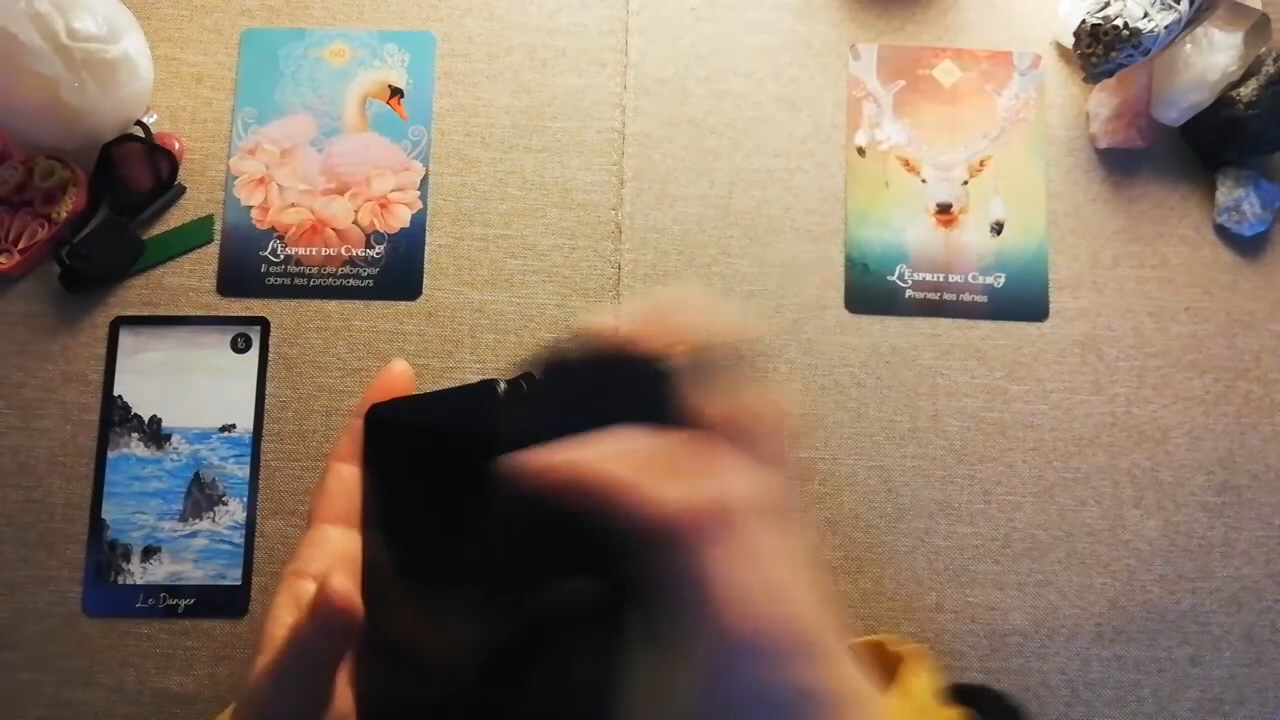 60
L'Esprit du Cygne
Il est temps de plonger
dans les profondeurs
L'Esprit du Cerf
Prenez les rênes
Le Danger